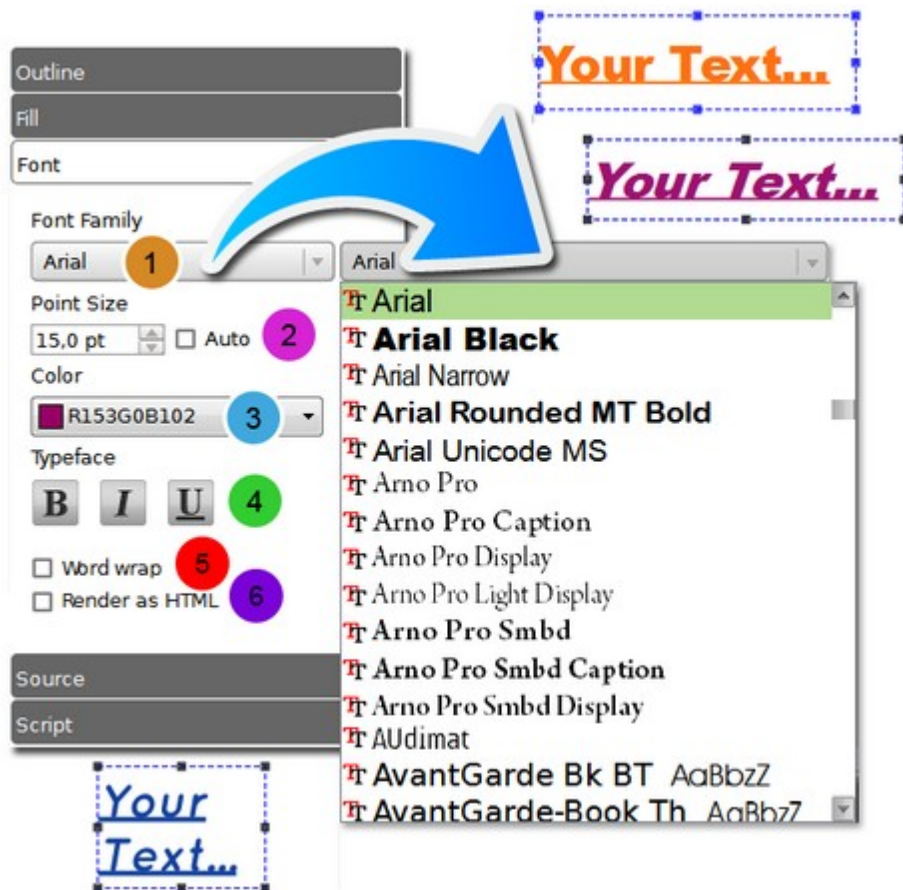 Your Text...
Your Text...
Outline
Fill
Font
Font Family
Arial 1
Point Size
15,0 pt Auto 2
Color
R153G0B102 3
Typeface
B I U 4
Word wrap 5
Render as HTML 6
Source
Script
Arial
Arial
Arial Black
Arial Narrow
Arial Rounded MT Bold
Arial Unicode MS
Arno Pro
Arno Pro Caption
Arno Pro Display
Arno Pro Light Display
Arno Pro Smbd
Arno Pro Smbd Caption
Arno Pro Smbd Display
AUdimat
AvantGarde Bk BT AaBbzZ
AvantGarde-Book Th AaBbzZ
Your
Text...